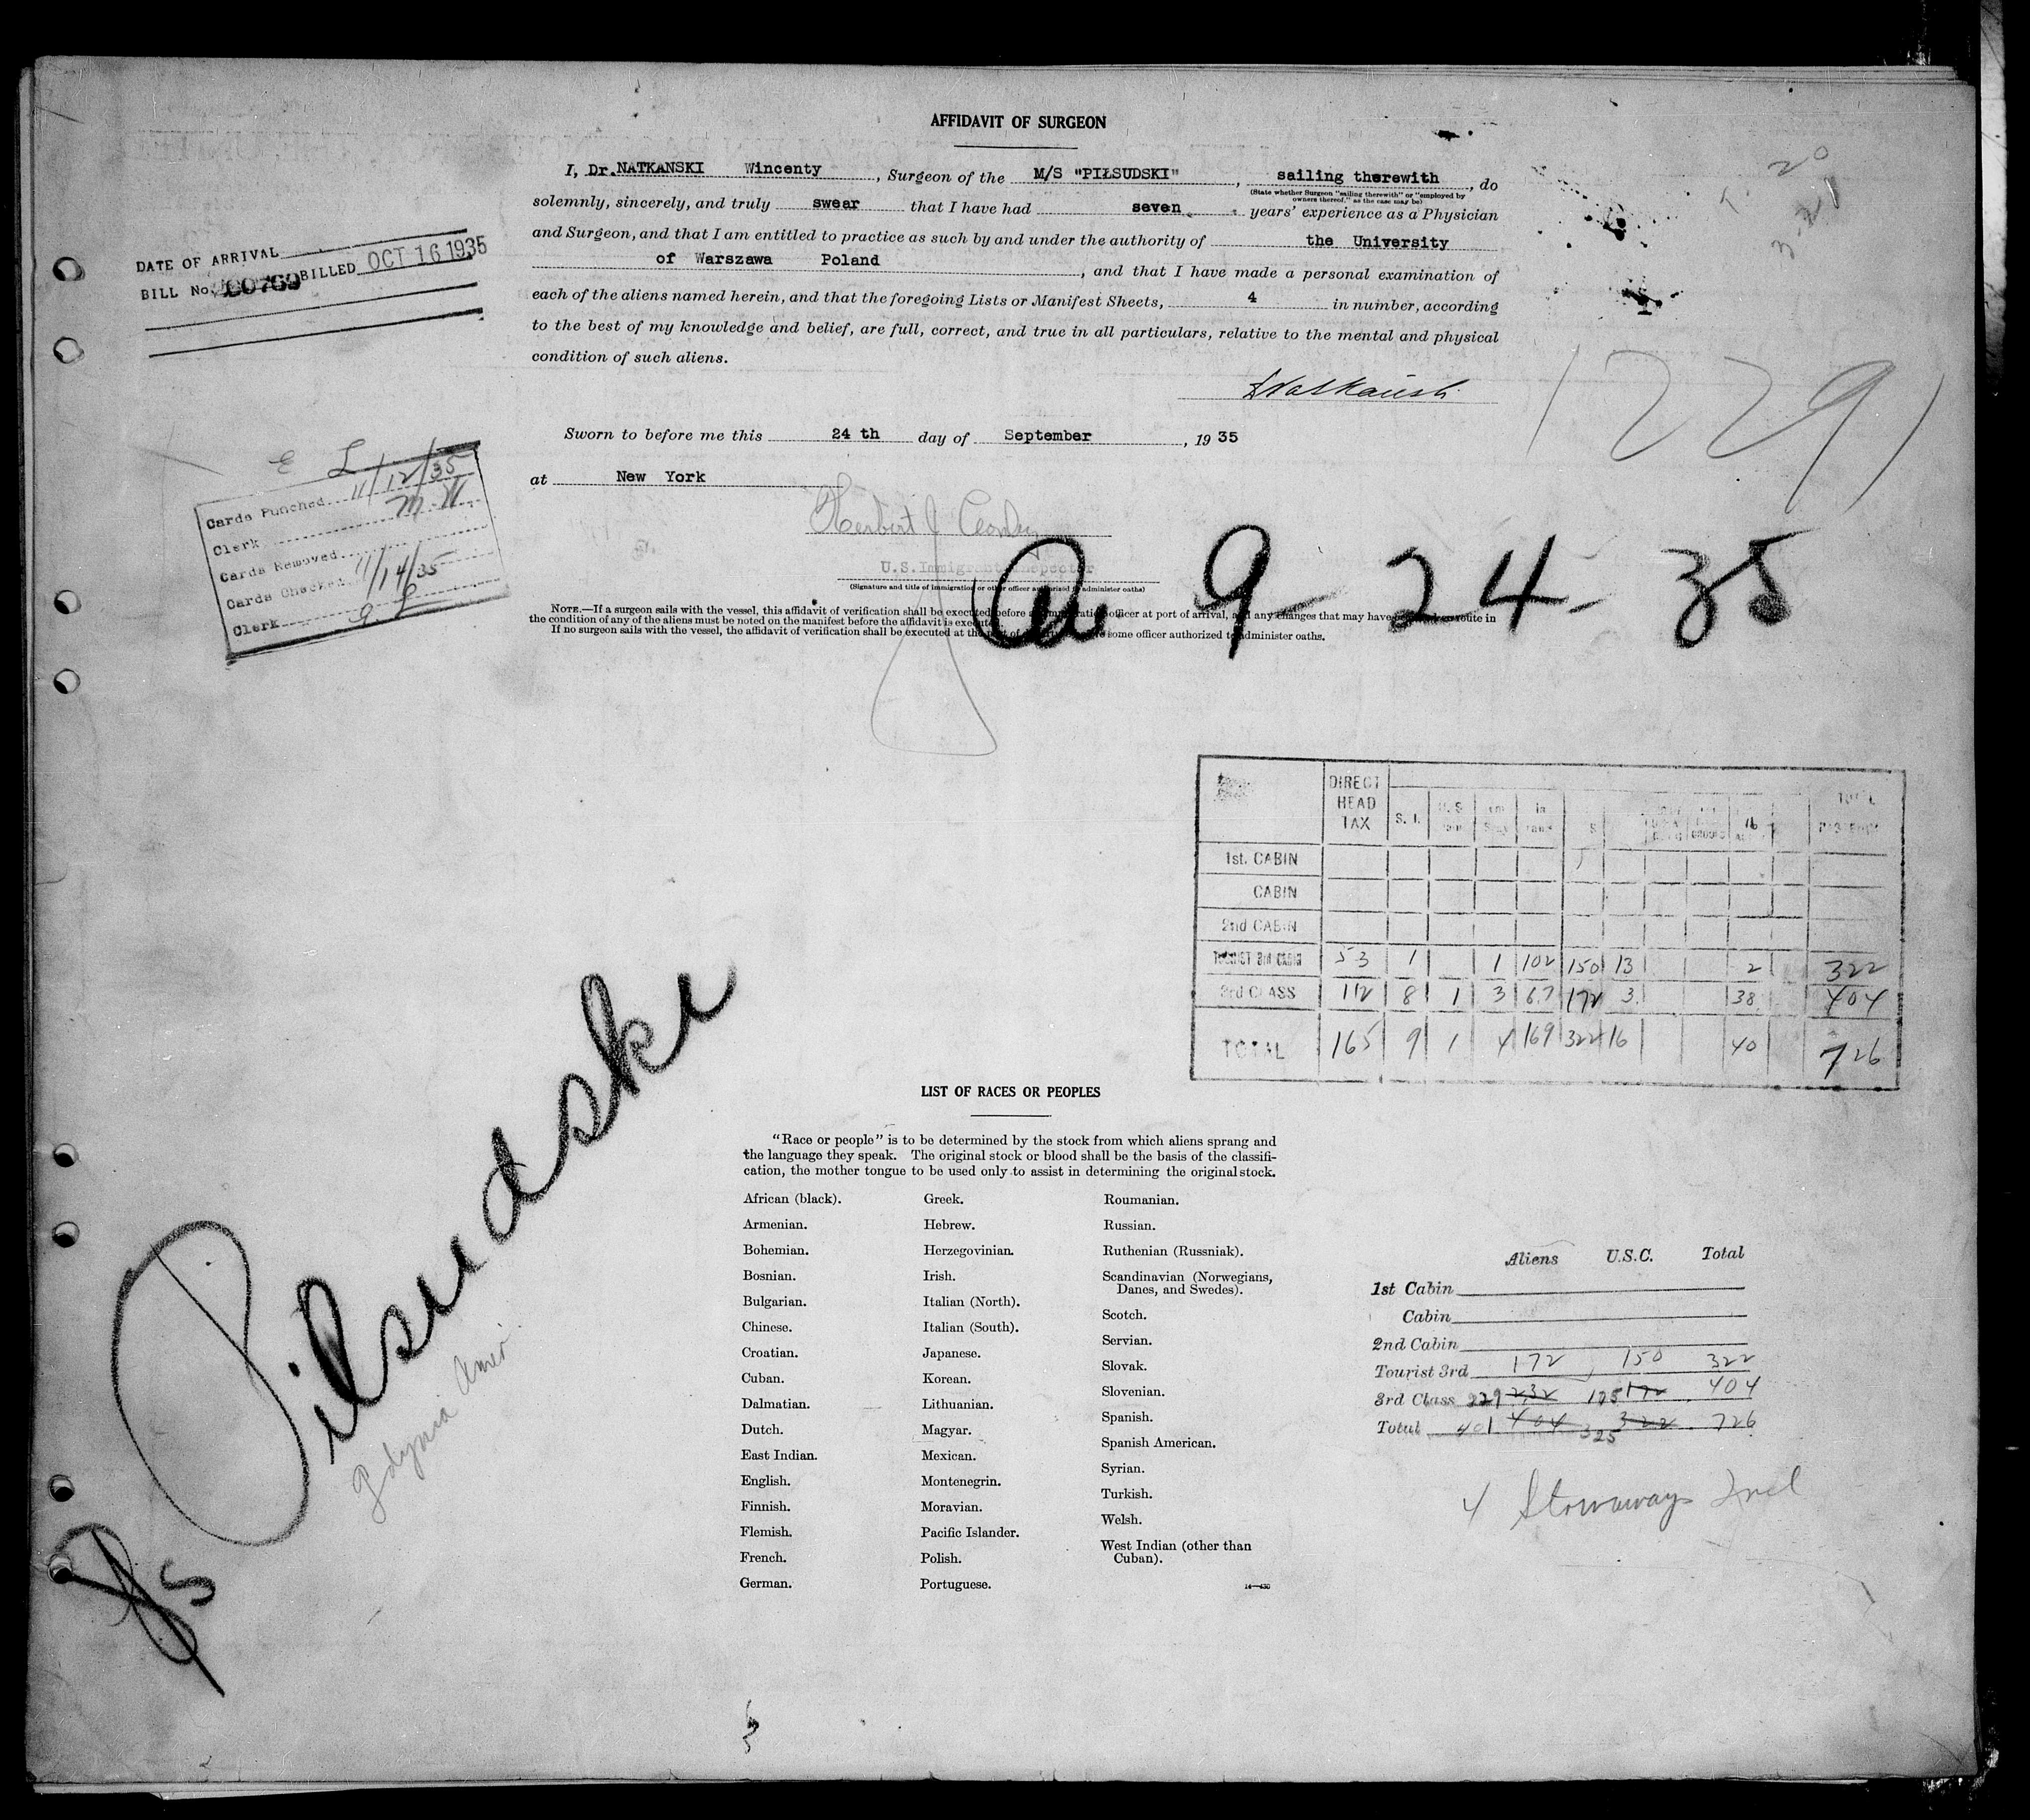 AFFIDAVIT OF SURGEON
I, Dr. NATKANSKI Wincenty, Surgeon of the M/S "PIŁSUDSKI", sailing therewith, do
(State whether Surgeon "sailing therewith" or "employed by
owners thereof," as the case may be)
solemnly, sincerely, and truly swear that I have had seven years' experience as a Physician
and Surgeon, and that I am entitled to practice as such by and under the authority of the University
of Warszawa Poland, and that I have made a personal examination of
each of the aliens named herein, and that the foregoing Lists or Manifest Sheets, 4 in number, according
to the best of my knowledge and belief, are full, correct, and true in all particulars, relative to the mental and physical
condition of such aliens.
Sworn to before me this 24 th day of September, 1935
at New York
Herbert J
U.S. Immigrant Inspector
(Signature and title of immigration or other officer authorized to administer oaths)
NOTE.—If a surgeon sails with the vessel, this affidavit of verification shall be executed before an immigration officer at port of arrival, and any changes that may have en route in
the condition of any of the aliens must be noted on the manifest before the affidavit is executed.
If no surgeon sails with the vessel, the affidavit of verification shall be executed at the port of some officer authorized to administer oaths.
DATE OF ARRIVAL
BILL No. BILLED OCT 16 1935
E L
Cards Punched 11/12/35
Clerk M.W
Cards Removed
Cards Checked 11/14/35
Clerk
9-24-35
DIRECT HEAD TAX S. I. TOTAL
1st. CABIN
CABIN
2nd CABIN
TOURIST 3rd CABIN 53 1 1 102 150 13 2 322
3rd CLASS 112 8 1 3 67 172 3 38 404
TOTAL 165 9 1 4 169 322 16 40 726
Pilsudski
Gdynia Amer
LIST OF RACES OR PEOPLES
"Race or people" is to be determined by the stock from which aliens sprang and
the language they speak. The original stock or blood shall be the basis of the classifi-
cation, the mother tongue to be used only to assist in determining the original stock.
African (black).
Armenian.
Bohemian.
Bosnian.
Bulgarian.
Chinese.
Croatian.
Cuban.
Dalmatian.
Dutch.
East Indian.
English.
Finnish.
Flemish.
French.
German.
Greek.
Hebrew.
Herzegovinian.
Irish.
Italian (North).
Italian (South).
Japanese.
Korean.
Lithuanian.
Magyar.
Mexican.
Montenegrin.
Moravian.
Pacific Islander.
Polish.
Portuguese.
Roumanian.
Russian.
Ruthenian (Russniak).
Scandinavian (Norwegians,
Danes, and Swedes).
Scotch.
Servian.
Slovak.
Slovenian.
Spanish.
Spanish American.
Syrian.
Turkish.
Welsh.
West Indian (other than
Cuban).
14—430
Aliens U.S.C. Total
1st Cabin
Cabin
2nd Cabin
Tourist 3rd 172 150 322
3rd Class 229 232 175 172 404
Total 401 404 325 322 726
4 Stowaways Incl